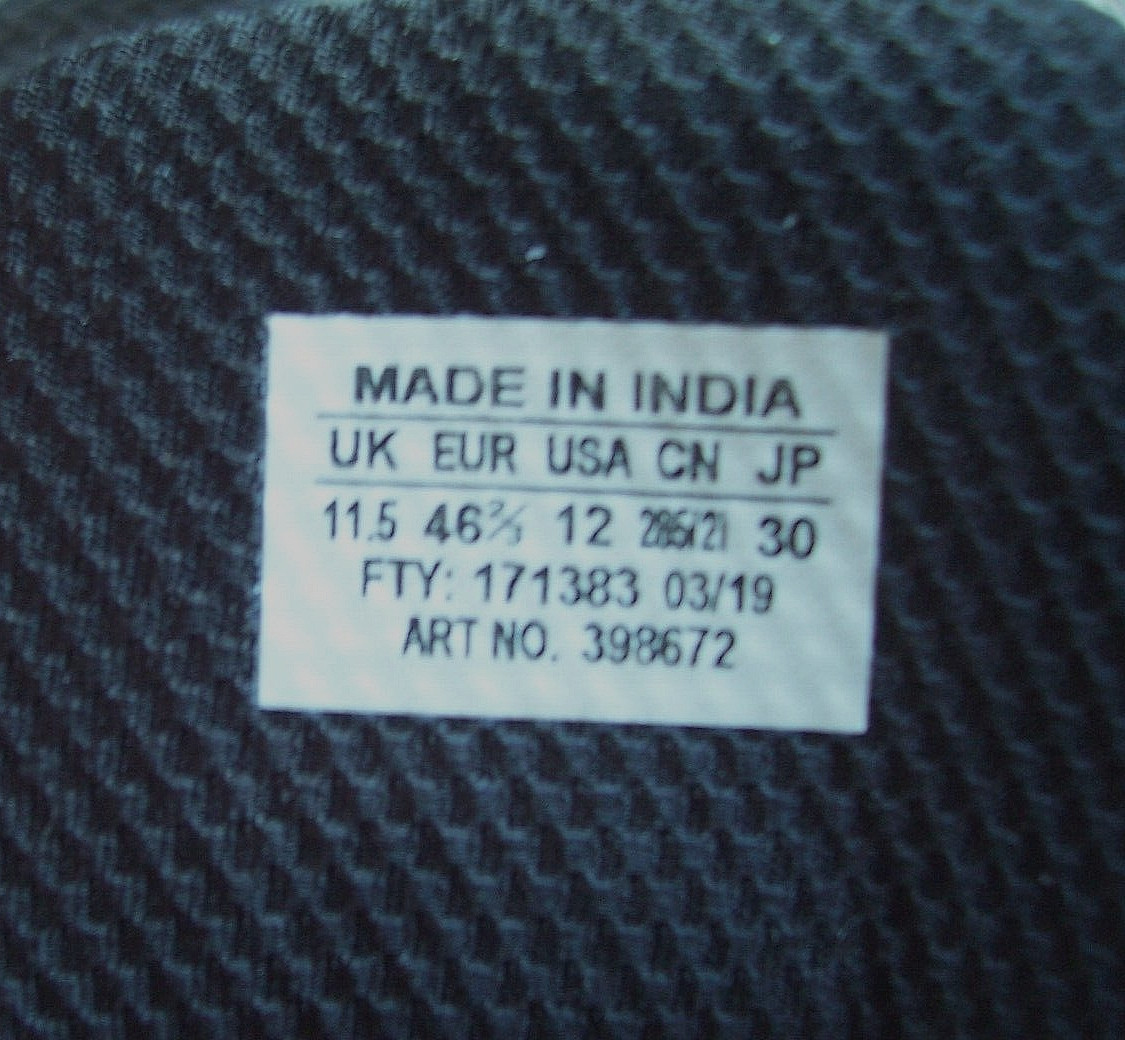 MADE IN INDIA
UK EUR USA CN JP
11.5 46⅔ 12 285(2) 30
FTY: 171383 03/19
ART NO. 398672